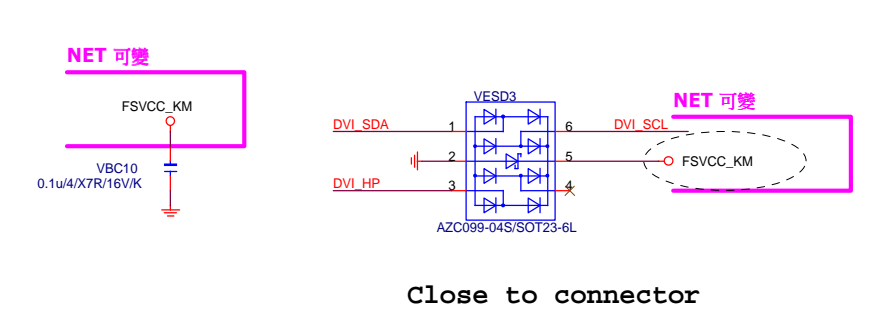 NET 可變
FSVCC_KM
VBC10
0.1u/4/X7R/16V/K
VESD3
DVI_SDA
1
6
DVI_SCL
2
5
DVI_HP
3
4
AZC099-04S/SOT23-6L
NET 可變
FSVCC_KM
Close to connector